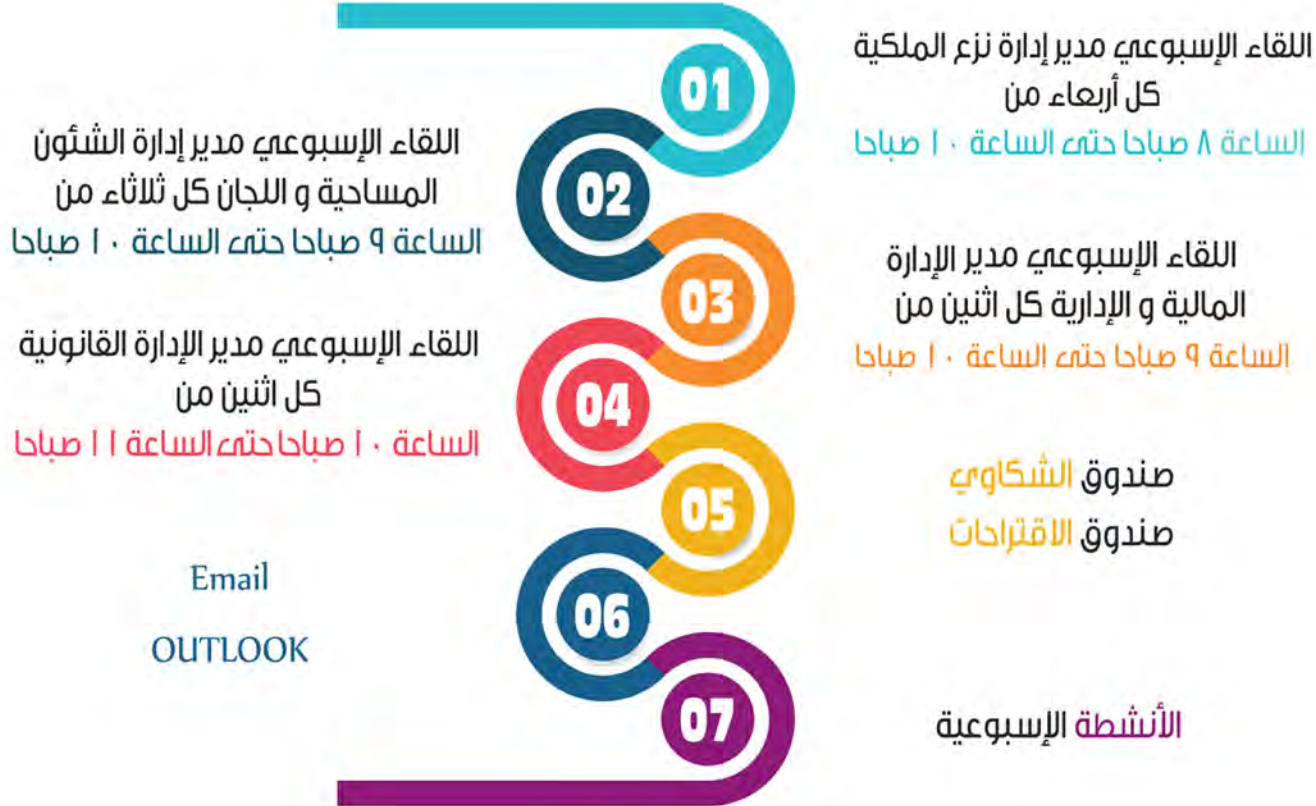 01
اللقاء الإسبوعي مدير إدارة نزع الملكية
كل أربعاء من
الساعة ٨ صباحا حتى الساعة ١٠ صباحا
02
اللقاء الإسبوعي مدير إدارة الشئون
المساحية و اللجان كل ثلاثاء من
الساعة ٩ صباحا حتى الساعة ١٠ صباحا
03
اللقاء الإسبوعي مدير الإدارة
المالية و الإدارية كل اثنين من
الساعة ٩ صباحا حتى الساعة ١٠ صباحا
04
اللقاء الإسبوعي مدير الإدارة القانونية
كل اثنين من
الساعة ١٠ صباحا حتى الساعة ١١ صباحا
05
صندوق الشكاوي
صندوق الاقتراحات
06
Email
OUTLOOK
07
الأنشطة الإسبوعية